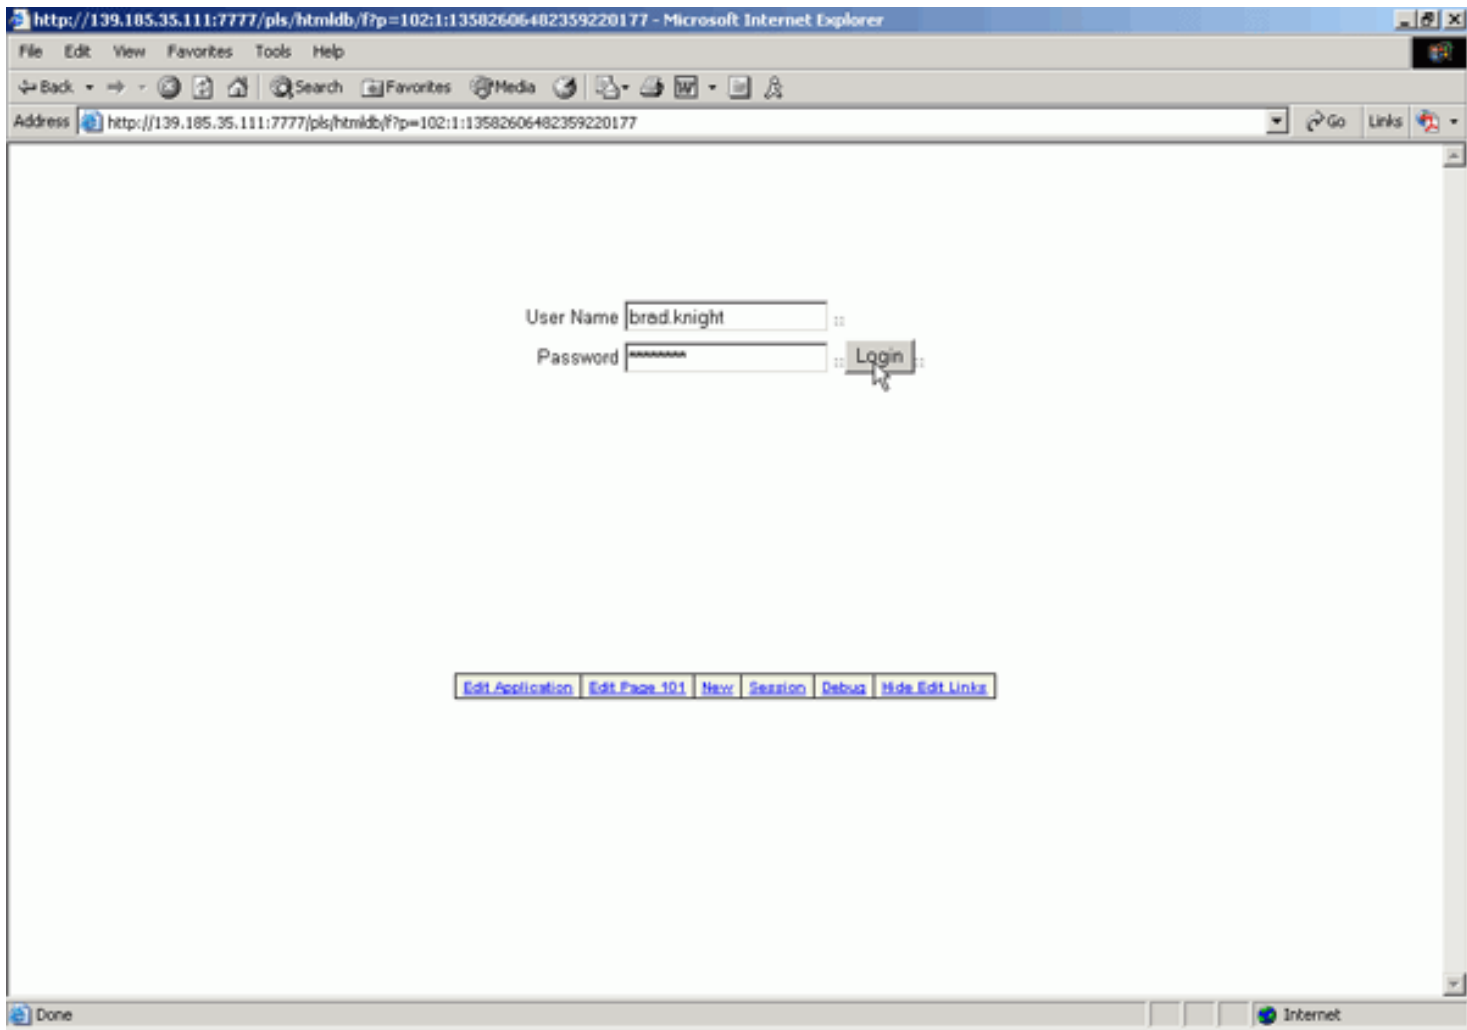 http://139.185.35.111:7777/pls/htmldb/f?p=102:1:13582606482359220177 - Microsoft Internet Explorer
File Edit View Favorites Tools Help
Back Search Favorites Media
Address http://139.185.35.111:7777/pls/htmldb/f?p=102:1:13582606482359220177 Go Links
User Name brad.knight
Password ******** Login
Edit Application Edit Page 101 New Session Debug Hide Edit Links
Done Internet